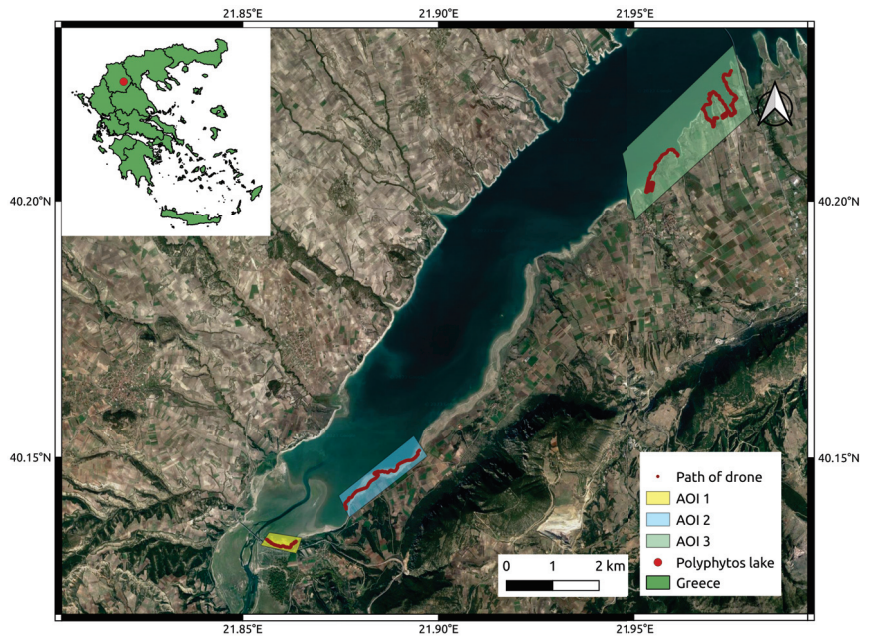 21.85°E 21.90°E 21.95°E
40.20°N 40.20°N
40.15°N 40.15°N
Path of drone
AOI 1
AOI 2
AOI 3
Polyphytos lake
Greece
0 1 2 km
21.85°E 21.90°E 21.95°E